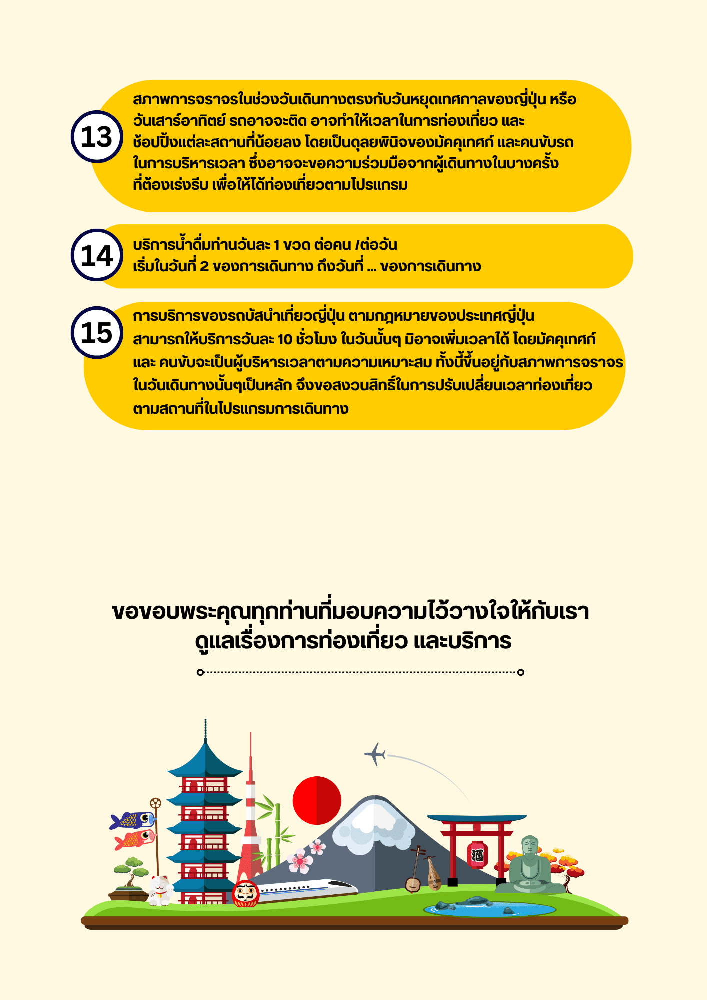 13
สภาพการจราจรในช่วงวันเดินทางตรงกับวันหยุดเทศกาลของญี่ปุ่น หรือ
วันเสาร์อาทิตย์ รถอาจจะติด อาจทำให้เวลาในการท่องเที่ยว และ
ช้อปปิ้งแต่ละสถานที่น้อยลง โดยเป็นดุลยพินิจของมัคคุเทศก์ และคนขับรถ
ในการบริหารเวลา ซึ่งอาจจะขอความร่วมมือจากผู้เดินทางในบางครั้ง
ที่ต้องเร่งรีบ เพื่อให้ได้ท่องเที่ยวตามโปรแกรม
14
บริการน้ำดื่มท่านวันละ 1 ขวด ต่อคน /ต่อวัน
เริ่มในวันที่ 2 ของการเดินทาง ถึงวันที่ ... ของการเดินทาง
15
การบริการของรถบัสนำเที่ยวญี่ปุ่น ตามกฎหมายของประเทศญี่ปุ่น
สามารถให้บริการวันละ 10 ชั่วโมง ในวันนั้นๆ มิอาจเพิ่มเวลาได้ โดยมัคคุเทศก์
และ คนขับจะเป็นผู้บริหารเวลาตามความเหมาะสม ทั้งนี้ขึ้นอยู่กับสภาพการจราจร
ในวันเดินทางนั้นๆเป็นหลัก จึงขอสงวนสิทธิ์ในการปรับเปลี่ยนเวลาท่องเที่ยว
ตามสถานที่ในโปรแกรมการเดินทาง
ขอขอบพระคุณทุกท่านที่มอบความไว้วางใจให้กับเรา
ดูแลเรื่องการท่องเที่ยว และบริการ
酒